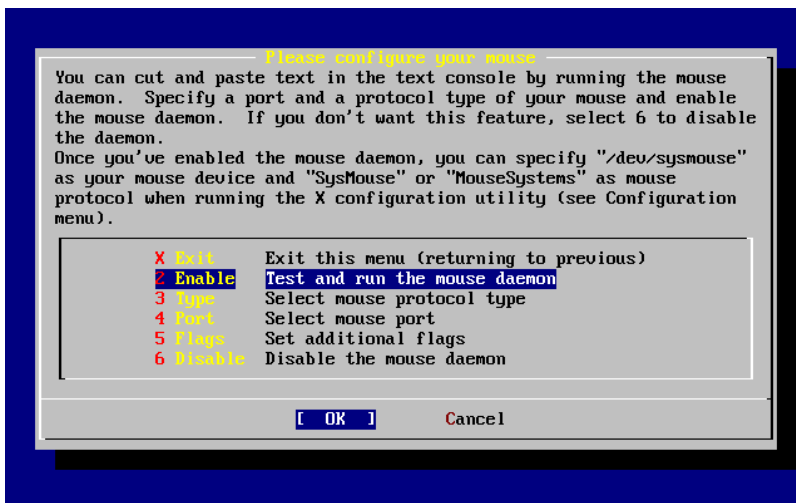 Please configure your mouse
You can cut and paste text in the text console by running the mouse
daemon.  Specify a port and a protocol type of your mouse and enable
the mouse daemon.  If you don't want this feature, select 6 to disable
the daemon.
Once you've enabled the mouse daemon, you can specify "/dev/sysmouse"
as your mouse device and "SysMouse" or "MouseSystems" as mouse
protocol when running the X configuration utility (see Configuration
menu).
X Exit     Exit this menu (returning to previous)
2 Enable   Test and run the mouse daemon
3 Type     Select mouse protocol type
4 Port     Select mouse port
5 Flags    Set additional flags
6 Disable  Disable the mouse daemon
[  OK  ]     Cancel